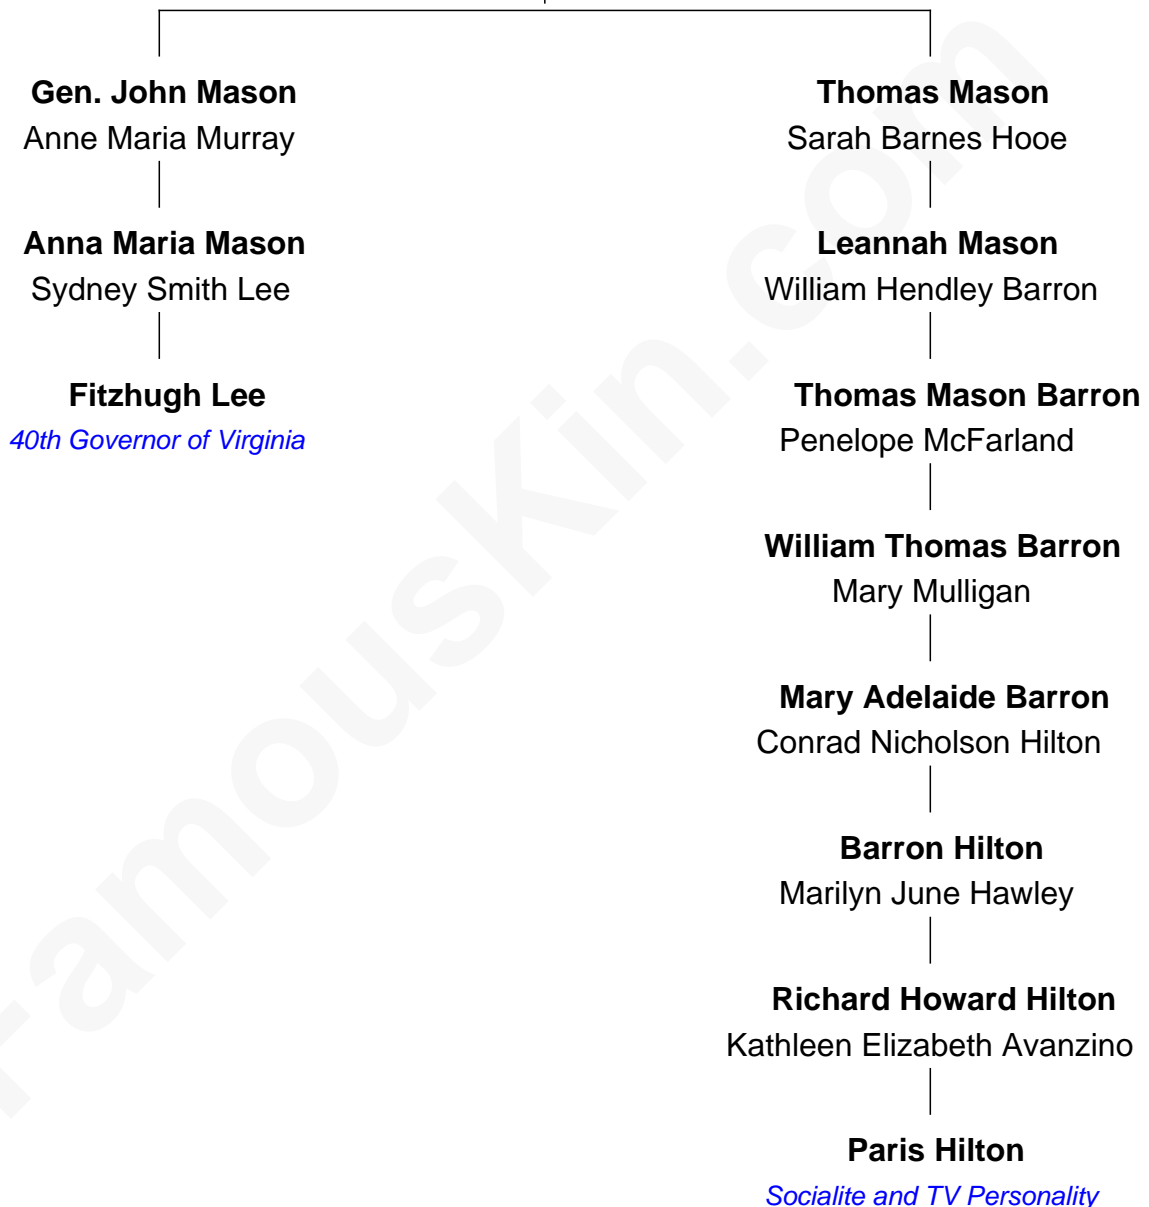 Gen. John Mason
Anne Maria Murray
Anna Maria Mason
Sydney Smith Lee
Fitzhugh Lee
40th Governor of Virginia
Thomas Mason
Sarah Barnes Hooe
Leannah Mason
William Hendley Barron
Thomas Mason Barron
Penelope McFarland
William Thomas Barron
Mary Mulligan
Mary Adelaide Barron
Conrad Nicholson Hilton
Barron Hilton
Marilyn June Hawley
Richard Howard Hilton
Kathleen Elizabeth Avanzino
Paris Hilton
Socialite and TV Personality
FamousKin.com